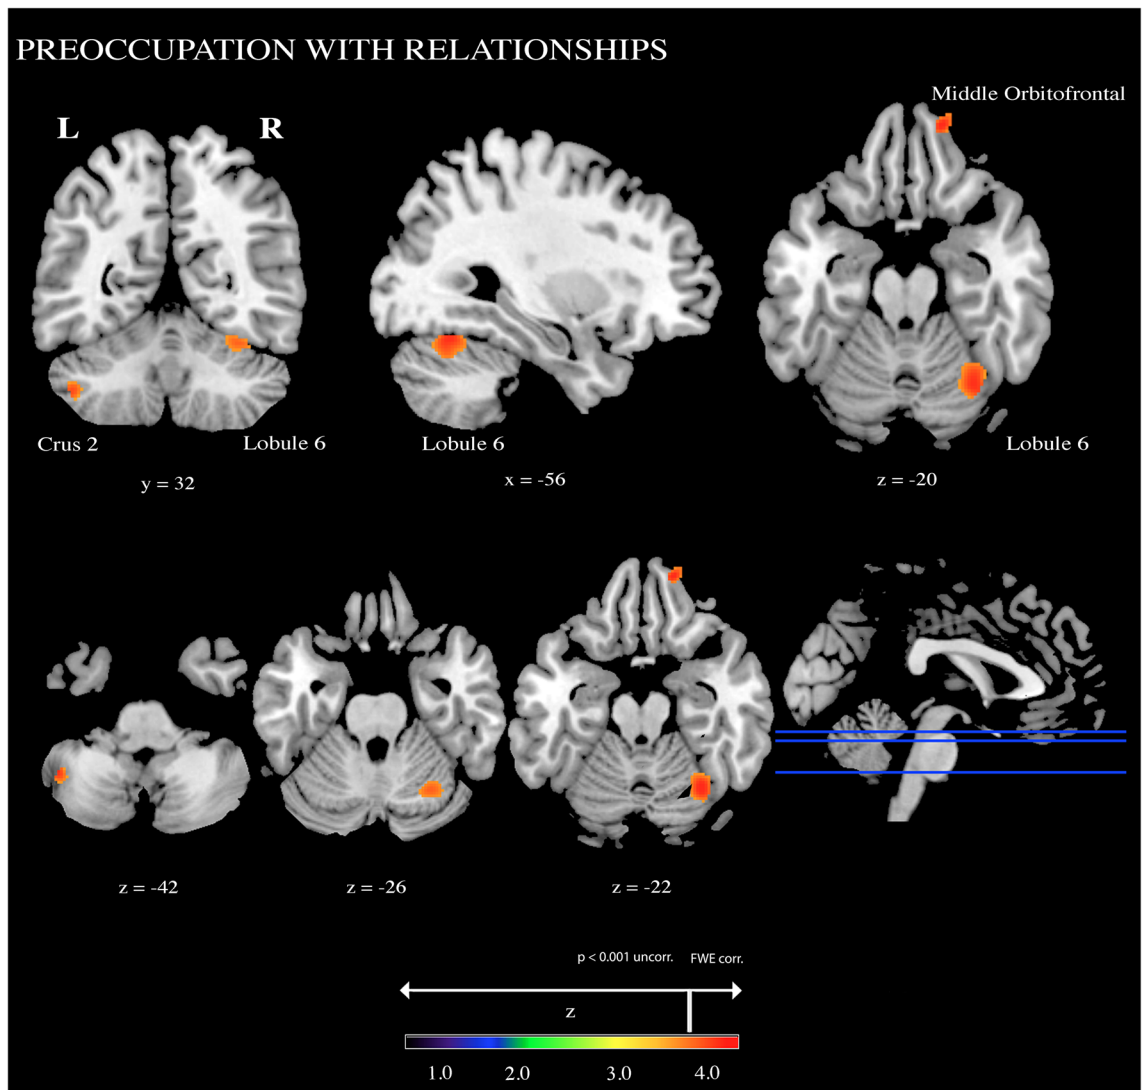 PREOCCUPATION WITH RELATIONSHIPS
Middle Orbitofrontal
L R
Crus 2 Lobule 6 Lobule 6 Lobule 6
y = 32 x = -56 z = -20
z = -42 z = -26 z = -22
p < 0.001 uncorr. FWE corr.
z
1.0 2.0 3.0 4.0